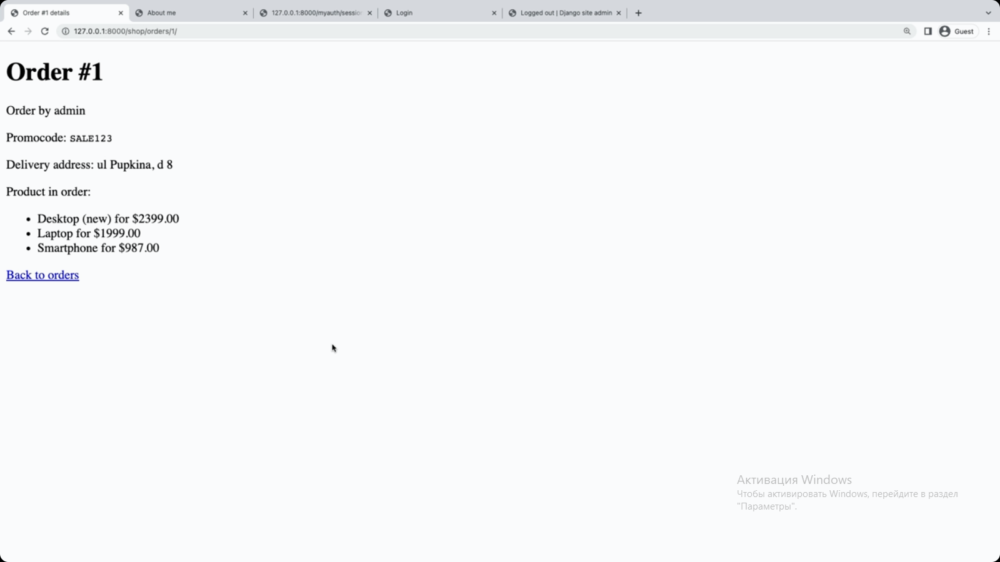 Order #1 details
About me
127.0.0.1:8000/myauth/sessio
Login
Logged out | Django site admin
127.0.0.1:8000/shop/orders/1/
Guest
Order #1
Order by admin
Promocode: SALE123
Delivery address: ul Pupkina, d 8
Product in order:
• Desktop (new) for $2399.00
• Laptop for $1999.00
• Smartphone for $987.00
Back to orders
Активация Windows
Чтобы активировать Windows, перейдите в раздел
"Параметры".